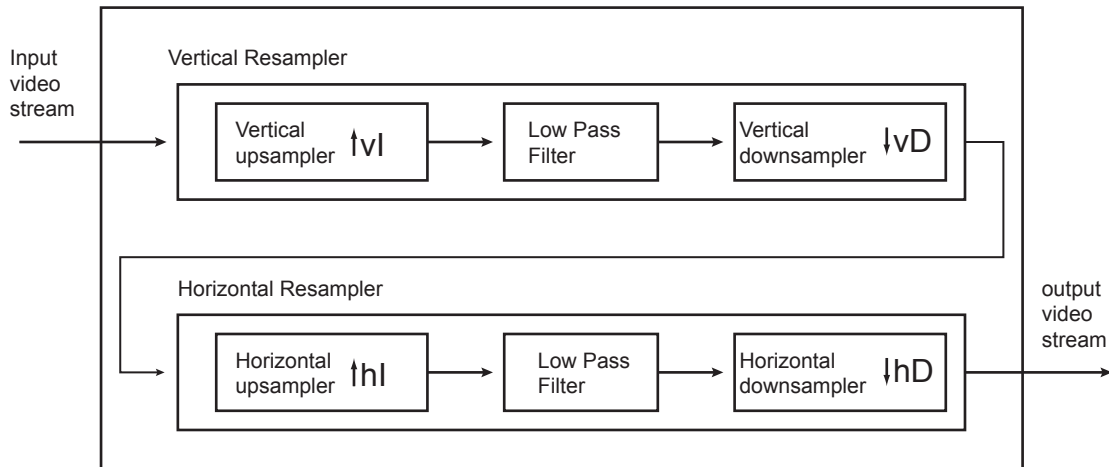 Input
video
stream
Vertical Resampler
Vertical
upsampler
↑vI
Low Pass
Filter
Vertical
downsampler
↓vD
Horizontal Resampler
Horizontal
upsampler
↑hI
Low Pass
Filter
Horizontal
downsampler
↓hD
output
video
stream